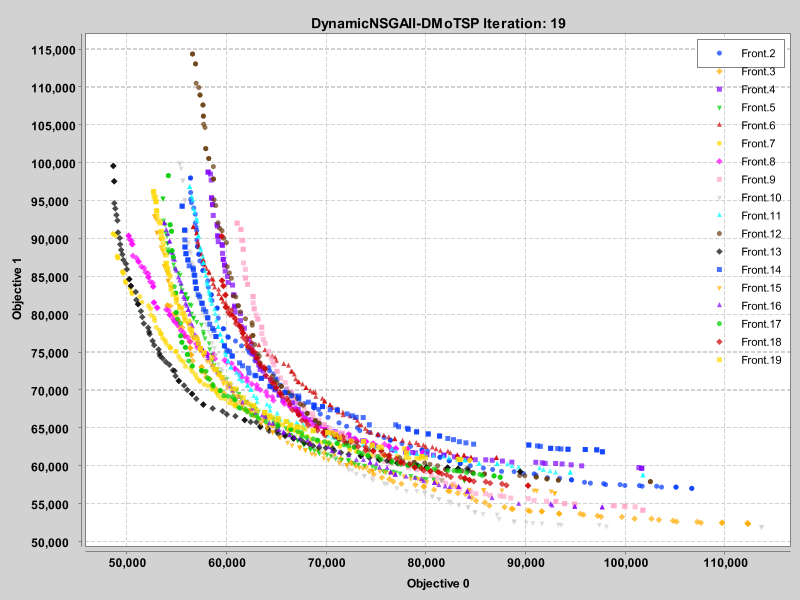 DynamicNSGAII-DMoTSP Iteration: 19
Front.2
Front.3
Front.4
Front.5
Front.6
Front.7
Front.8
Front.9
Front.10
Front.11
Front.12
Front.13
Front.14
Front.15
Front.16
Front.17
Front.18
Front.19
Objective 1
115,000
110,000
105,000
100,000
95,000
90,000
85,000
80,000
75,000
70,000
65,000
60,000
55,000
50,000
50,000
60,000
70,000
80,000
90,000
100,000
110,000
Objective 0